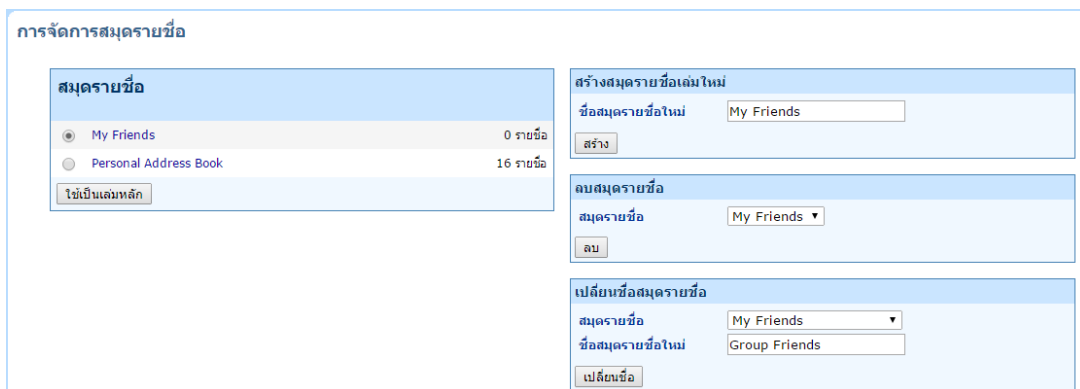 การจัดการสมุดรายชื่อ
สมุดรายชื่อ
My Friends 0 รายชื่อ
Personal Address Book 16 รายชื่อ
ใช้เป็นเล่มหลัก
สร้างสมุดรายชื่อเล่มใหม่
ชื่อสมุดรายชื่อใหม่ My Friends
สร้าง
ลบสมุดรายชื่อ
สมุดรายชื่อ My Friends
ลบ
เปลี่ยนชื่อสมุดรายชื่อ
สมุดรายชื่อ My Friends
ชื่อสมุดรายชื่อใหม่ Group Friends
เปลี่ยนชื่อ